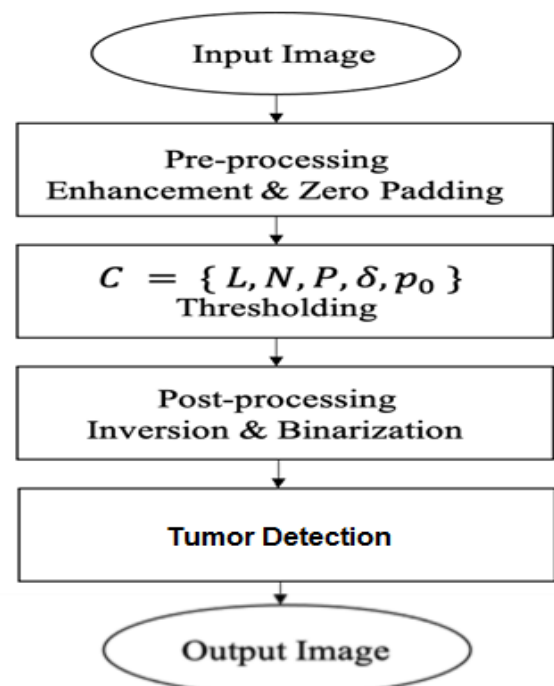 Input Image
Pre-processing
Enhancement & Zero Padding
C = { L, N, P, δ, p₀ }
Thresholding
Post-processing
Inversion & Binarization
Tumor Detection
Output Image